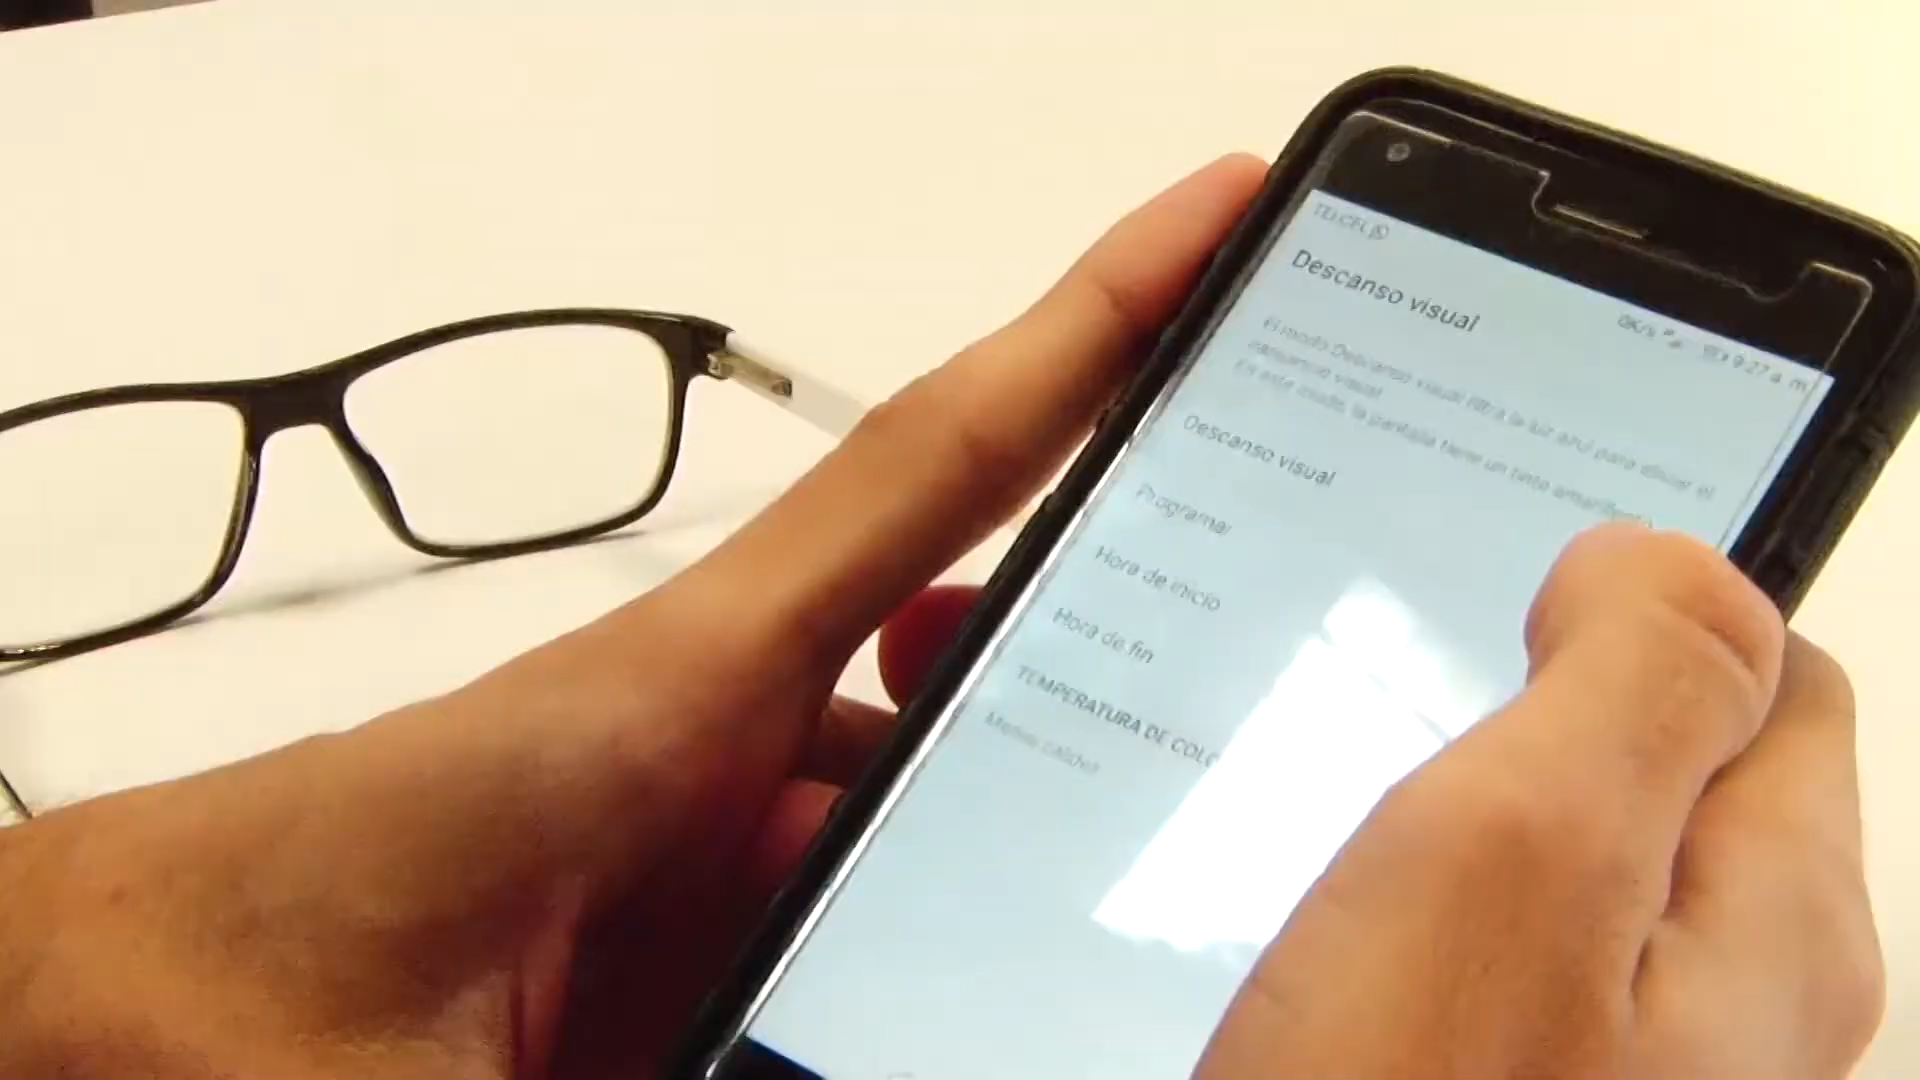 TELCEL
0K/s 9:27 a. m.
Descanso visual
El modo Descanso visual filtra la luz azul para aliviar el
cansancio visual.
En este modo, la pantalla tiene un tinte amarillento.
Descanso visual
Programar
Hora de inicio
Hora de fin
TEMPERATURA DE COLO
Menos cálida